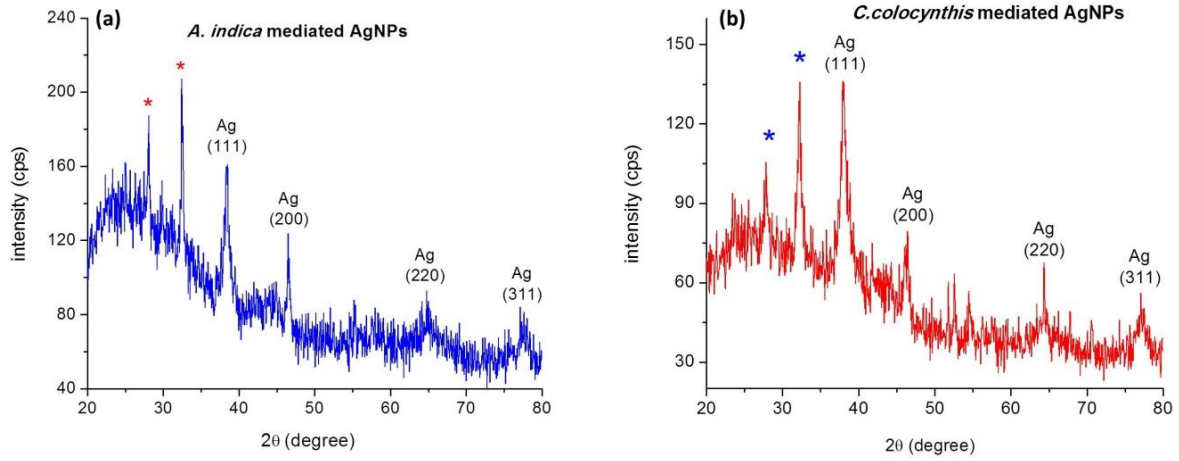 (a)
A. indica mediated AgNPs
240
200
160
120
80
40
intensity (cps)
*
*
Ag
(111)
Ag
(200)
Ag
(220)
Ag
(311)
20
30
40
50
60
70
80
2θ (degree)
(b)
C.colocynthis mediated AgNPs
150
120
90
60
30
intensity (cps)
*
*
Ag
(111)
Ag
(200)
Ag
(220)
Ag
(311)
20
30
40
50
60
70
80
2θ (degree)